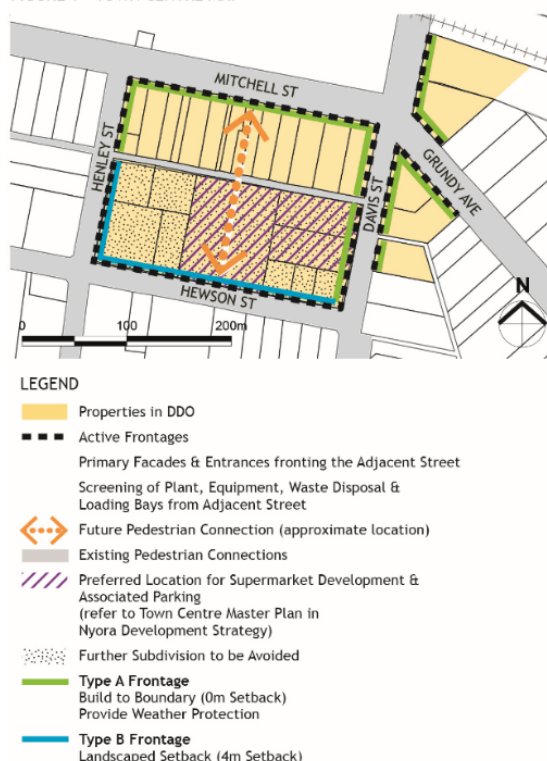 MITCHELL ST
HENLEY ST
DAVIS ST
GRUNDY AVE
HEWSON ST
N
0 100 200m
LEGEND
Properties in DDO
Active Frontages
Primary Facades & Entrances fronting the Adjacent Street
Screening of Plant, Equipment, Waste Disposal &
Loading Bays from Adjacent Street
Future Pedestrian Connection (approximate location)
Existing Pedestrian Connections
Preferred Location for Supermarket Development &
Associated Parking
(refer to Town Centre Master Plan in
Nyora Development Strategy)
Further Subdivision to be Avoided
Type A Frontage
Build to Boundary (0m Setback)
Provide Weather Protection
Type B Frontage
Landscaped Setback (4m Setback)